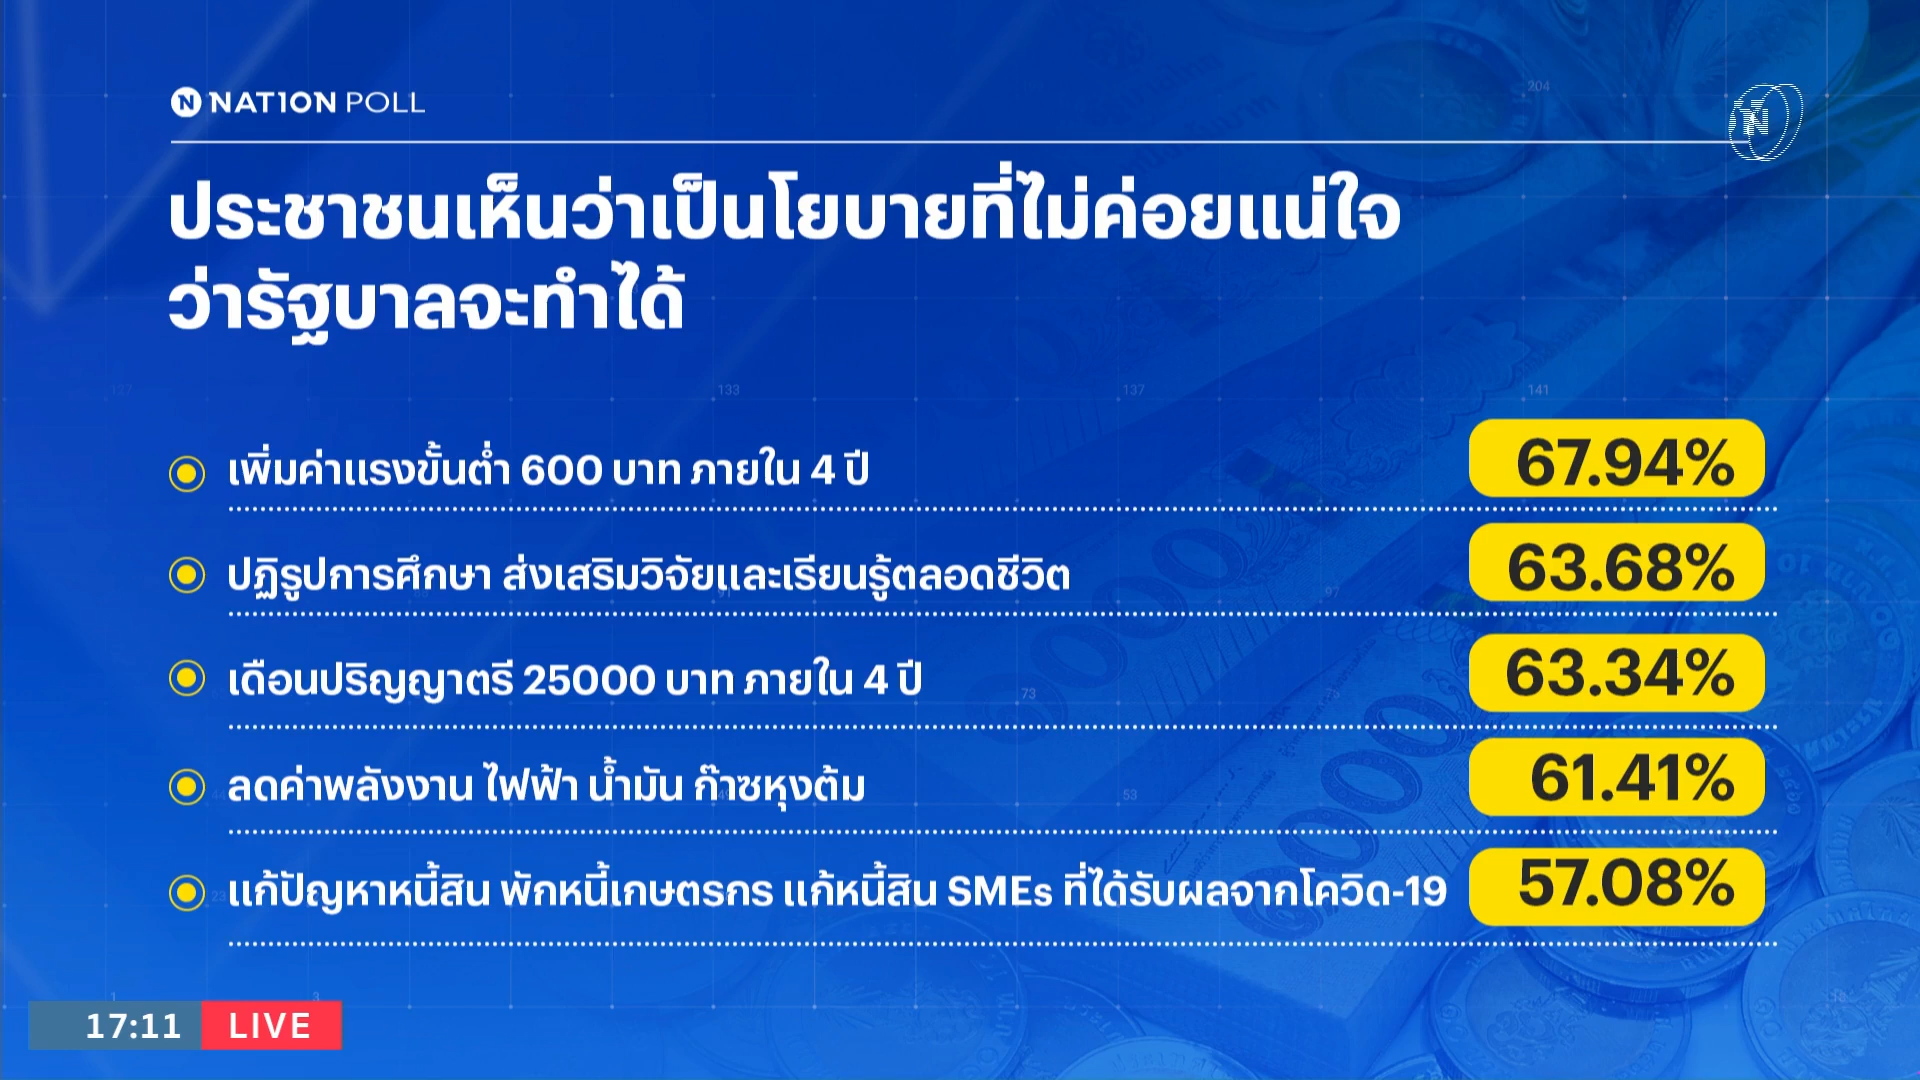 NATION POLL
ประชาชนเห็นว่าเป็นนโยบายที่ไม่ค่อยแน่ใจ
ว่ารัฐบาลจะทำได้
เพิ่มค่าแรงขั้นต่ำ 600 บาท ภายใน 4 ปี 67.94%
ปฏิรูปการศึกษา ส่งเสริมวิจัยและเรียนรู้ตลอดชีวิต 63.68%
เดือนปริญญาตรี 25000 บาท ภายใน 4 ปี 63.34%
ลดค่าพลังงาน ไฟฟ้า น้ำมัน ก๊าซหุงต้ม 61.41%
แก้ปัญหาหนี้สิน พักหนี้เกษตรกร แก้หนี้สิน SMEs ที่ได้รับผลจากโควิด-19 57.08%
17:11 LIVE